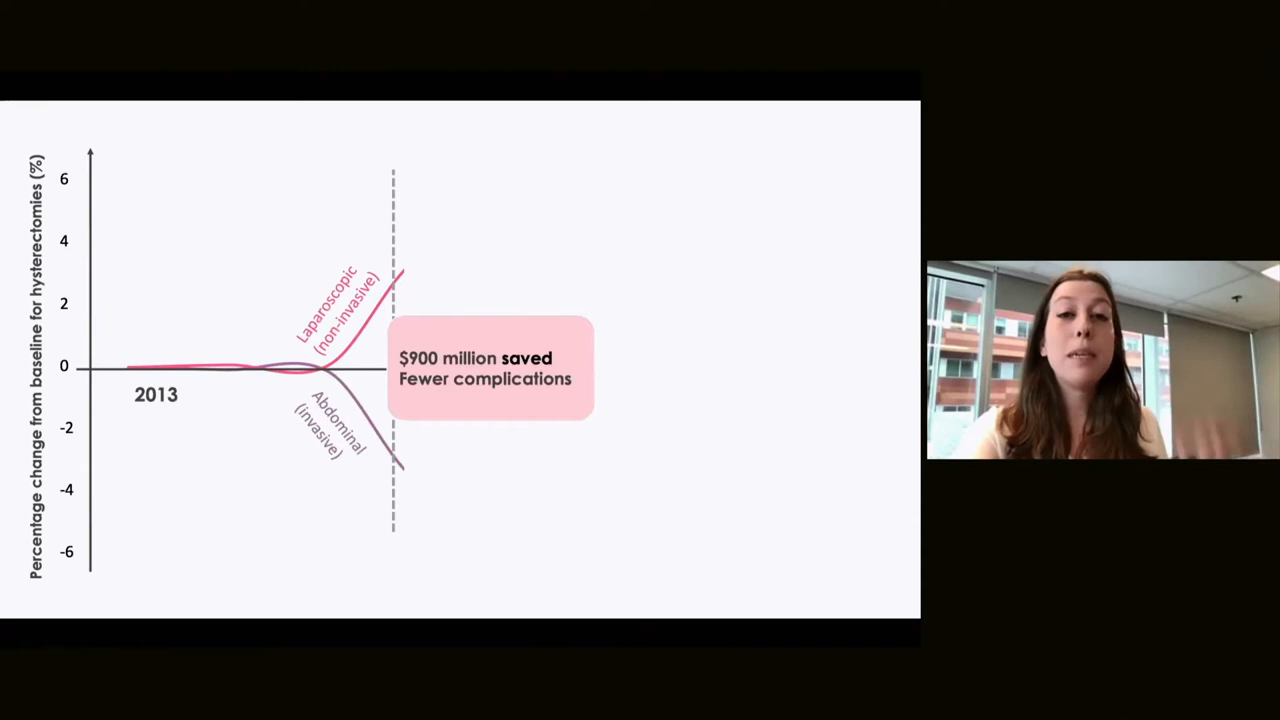 Percentage change from baseline for hysterectomies (%)
6
4
2
0
-2
-4
-6
2013
Laparoscopic
(non-invasive)
Abdominal
(invasive)
$900 million saved
Fewer complications